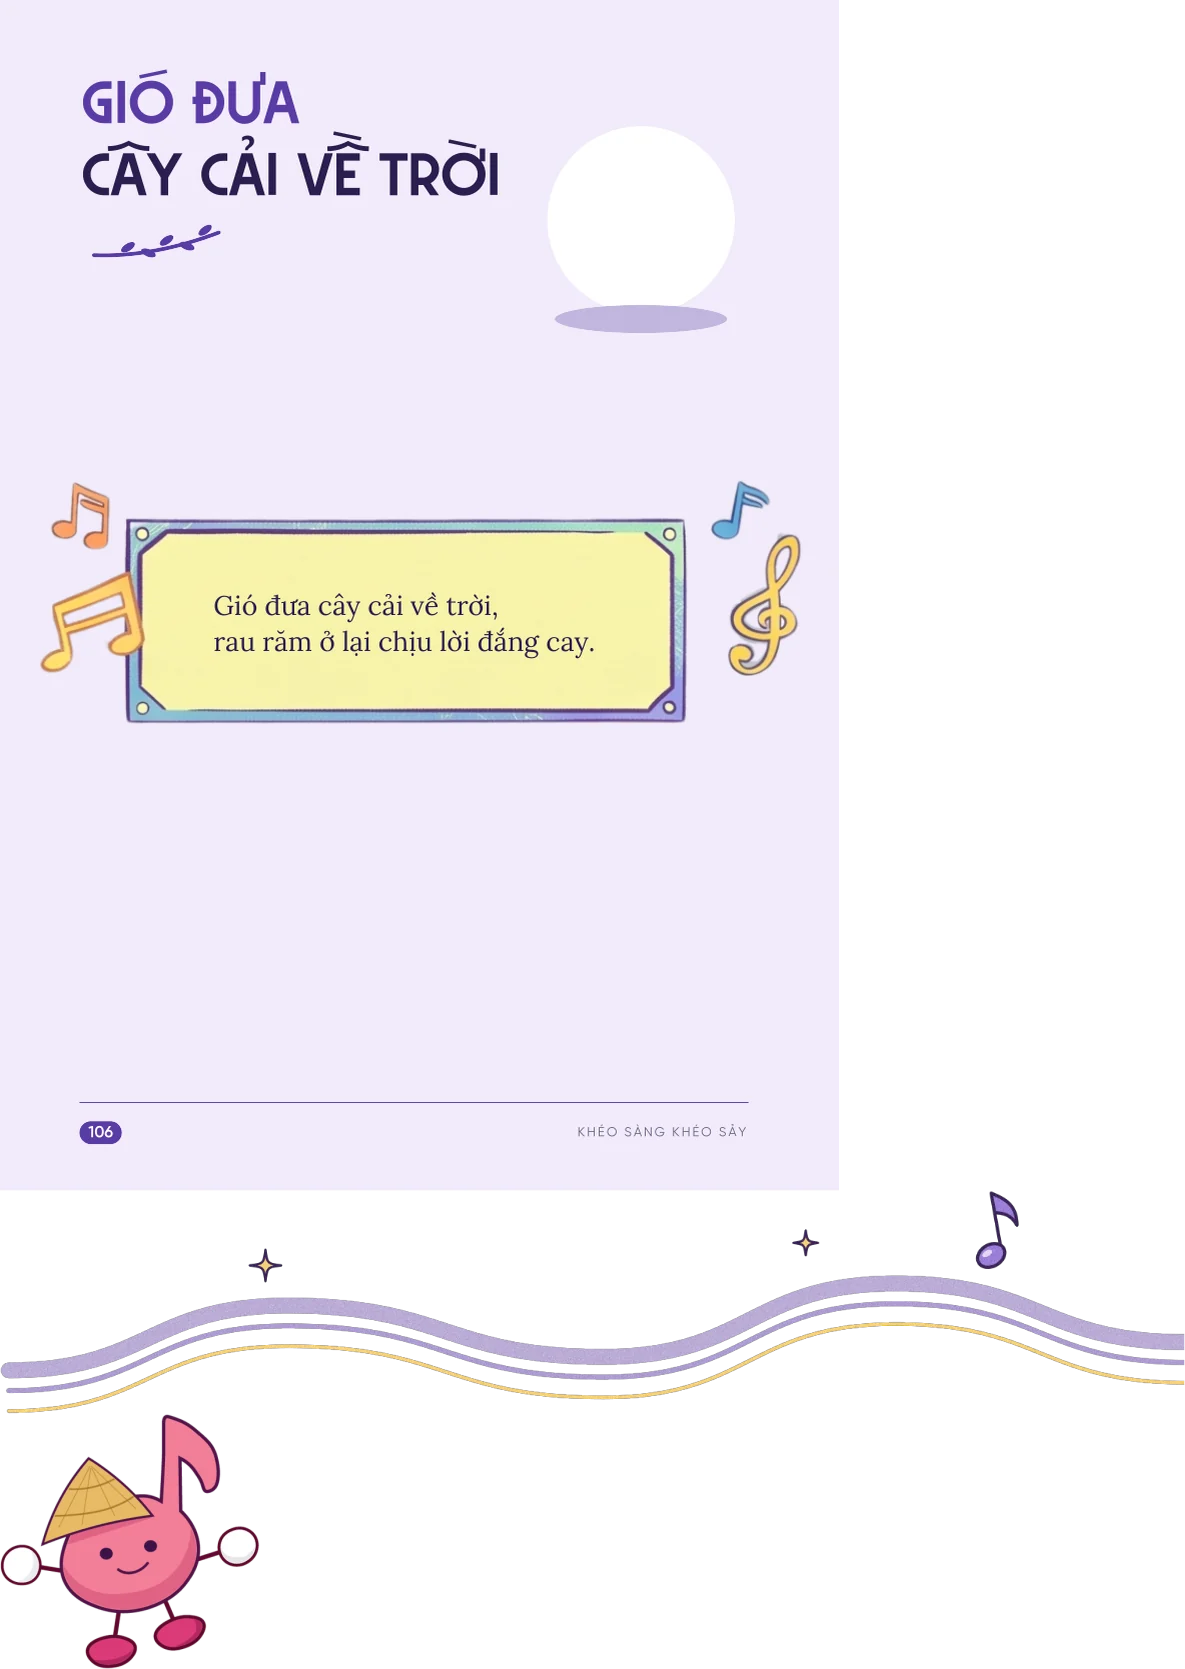 GIÓ ĐƯA
CÂY CẢI VỀ TRỜI
Gió đưa cây cải về trời,
rau răm ở lại chịu lời đắng cay.
106
KHÉO SÀNG KHÉO SẢY